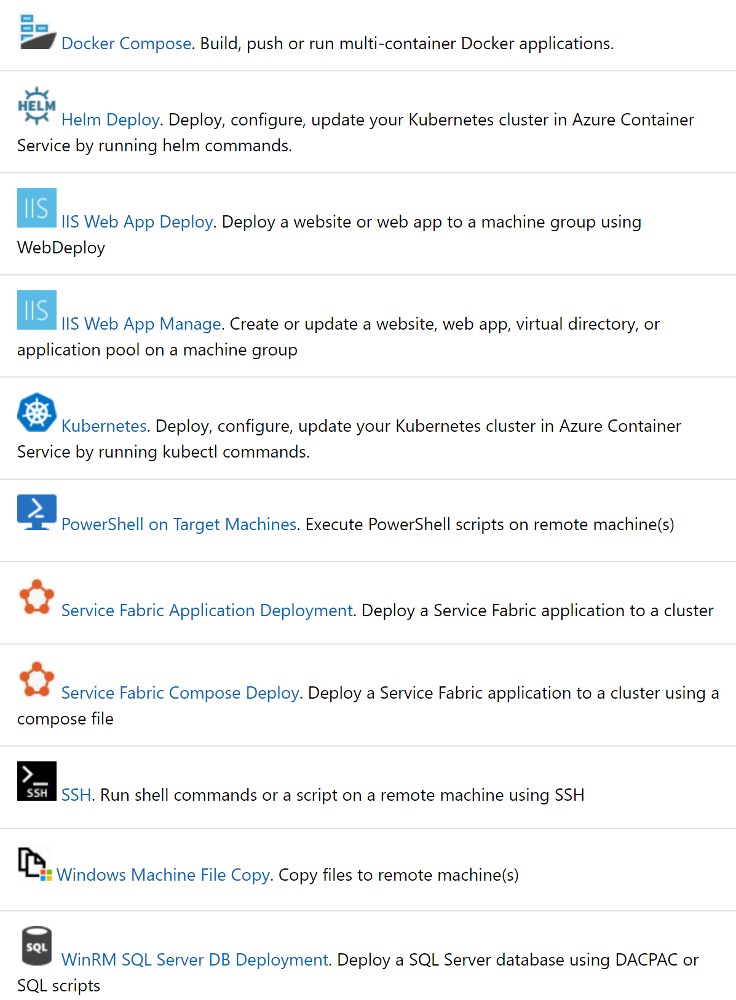 Docker Compose. Build, push or run multi-container Docker applications.
HELM
Helm Deploy. Deploy, configure, update your Kubernetes cluster in Azure Container
Service by running helm commands.
IIS
IIS Web App Deploy. Deploy a website or web app to a machine group using
WebDeploy
IIS
IIS Web App Manage. Create or update a website, web app, virtual directory, or
application pool on a machine group
Kubernetes. Deploy, configure, update your Kubernetes cluster in Azure Container
Service by running kubectl commands.
PowerShell on Target Machines. Execute PowerShell scripts on remote machine(s)
Service Fabric Application Deployment. Deploy a Service Fabric application to a cluster
Service Fabric Compose Deploy. Deploy a Service Fabric application to a cluster using a
compose file
SSH
SSH. Run shell commands or a script on a remote machine using SSH
Windows Machine File Copy. Copy files to remote machine(s)
SQL
WinRM SQL Server DB Deployment. Deploy a SQL Server database using DACPAC or
SQL scripts